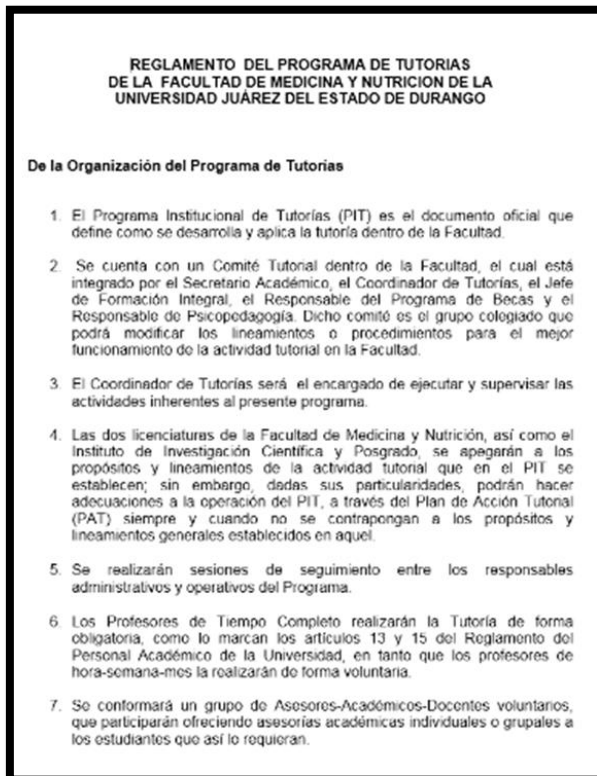 REGLAMENTO DEL PROGRAMA DE TUTORIAS
DE LA FACULTAD DE MEDICINA Y NUTRICION DE LA
UNIVERSIDAD JUÁREZ DEL ESTADO DE DURANGO
De la Organización del Programa de Tutorías
1. El Programa Institucional de Tutorías (PIT) es el documento oficial que
define como se desarrolla y aplica la tutoría dentro de la Facultad.
2. Se cuenta con un Comité Tutorial dentro de la Facultad, el cual está
integrado por el Secretario Académico, el Coordinador de Tutorías, el Jefe
de Formación Integral, el Responsable del Programa de Becas y el
Responsable de Psicopedagogía. Dicho comité es el grupo colegiado que
podrá modificar los lineamientos o procedimientos para el mejor
funcionamiento de la actividad tutorial en la Facultad.
3. El Coordinador de Tutorías será el encargado de ejecutar y supervisar las
actividades inherentes al presente programa.
4. Las dos licenciaturas de la Facultad de Medicina y Nutrición, así como el
Instituto de Investigación Científica y Posgrado, se apegarán a los
propósitos y lineamientos de la actividad tutorial que en el PIT se
establecen; sin embargo, dadas sus particularidades, podrán hacer
adecuaciones a la operación del PIT, a través del Plan de Acción Tutorial
(PAT) siempre y cuando no se contrapongan a los propósitos y
lineamientos generales establecidos en aquel.
5. Se realizarán sesiones de seguimiento entre los responsables
administrativos y operativos del Programa.
6. Los Profesores de Tiempo Completo realizarán la Tutoría de forma
obligatoria, como lo marcan los artículos 13 y 15 del Reglamento del
Personal Académico de la Universidad, en tanto que los profesores de
hora-semana-mes la realizarán de forma voluntaria.
7. Se conformará un grupo de Asesores-Académicos-Docentes voluntarios,
que participarán ofreciendo asesorías académicas individuales o grupales a
los estudiantes que así lo requieran.